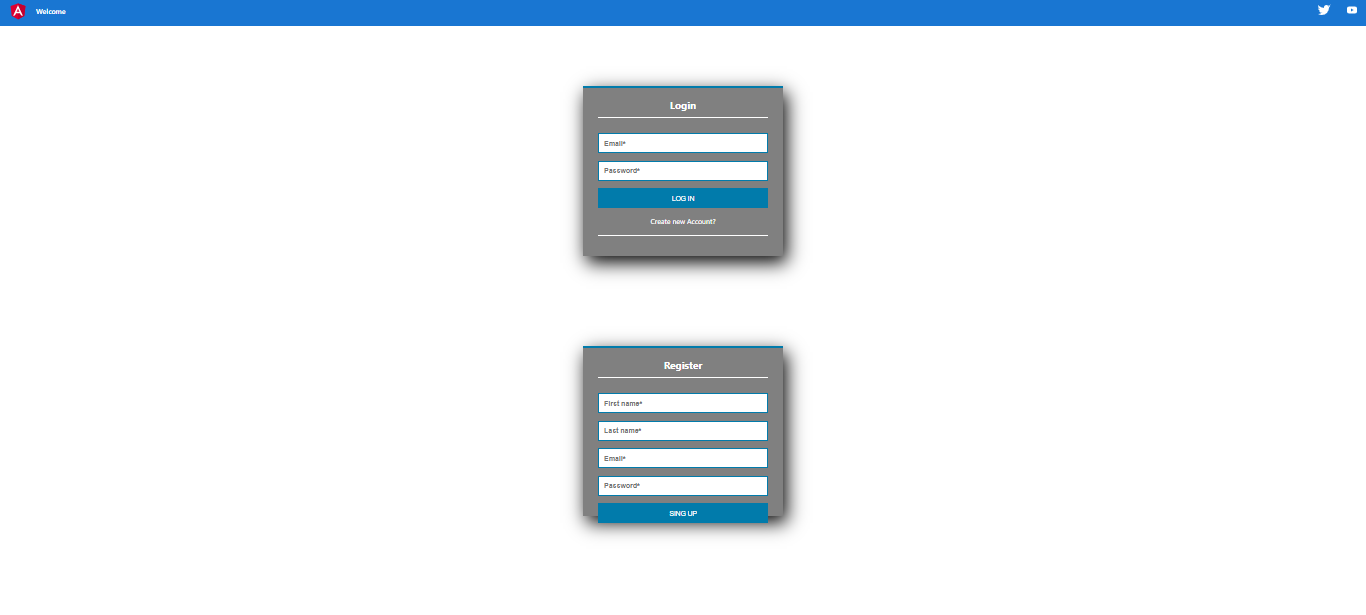 Welcome
Login
Email*
Password*
LOG IN
Create new Account?
Register
First name*
Last name*
Email*
Password*
SING UP